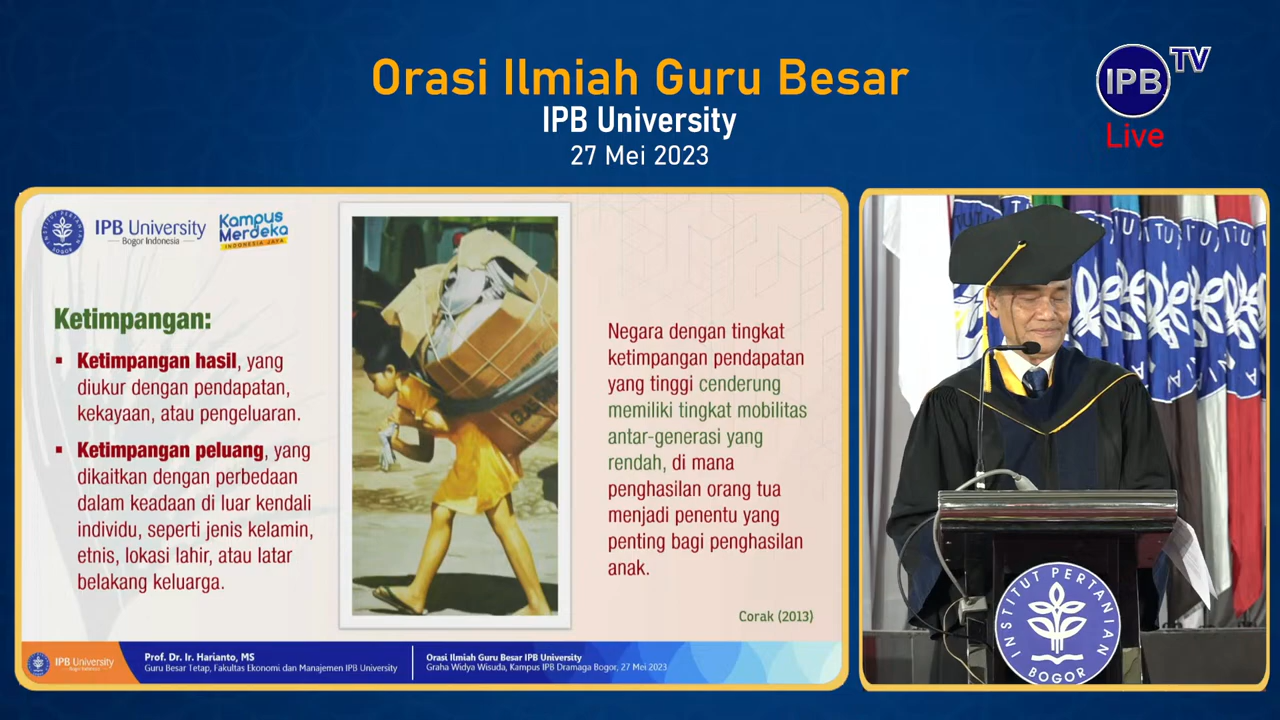 Orasi Ilmiah Guru Besar
IPB University
27 Mei 2023
IPB TV
Live
INSTITUT PERTANIAN
BOGOR
IPB University
Bogor Indonesia
Kampus
Merdeka
INDONESIA JAYA
Ketimpangan:
▪ Ketimpangan hasil, yang
diukur dengan pendapatan,
kekayaan, atau pengeluaran.
▪ Ketimpangan peluang, yang
dikaitkan dengan perbedaan
dalam keadaan di luar kendali
individu, seperti jenis kelamin,
etnis, lokasi lahir, atau latar
belakang keluarga.
Negara dengan tingkat
ketimpangan pendapatan
yang tinggi cenderung
memiliki tingkat mobilitas
antar-generasi yang
rendah, di mana
penghasilan orang tua
menjadi penentu yang
penting bagi penghasilan
anak.
Corak (2013)
IPB University
Prof. Dr. Ir. Harianto, MS
Guru Besar Tetap, Fakultas Ekonomi dan Manajemen IPB University
Orasi Ilmiah Guru Besar IPB University
Graha Widya Wisuda, Kampus IPB Dramaga Bogor, 27 Mei 2023
INSTITUT PERTANIAN
BOGOR